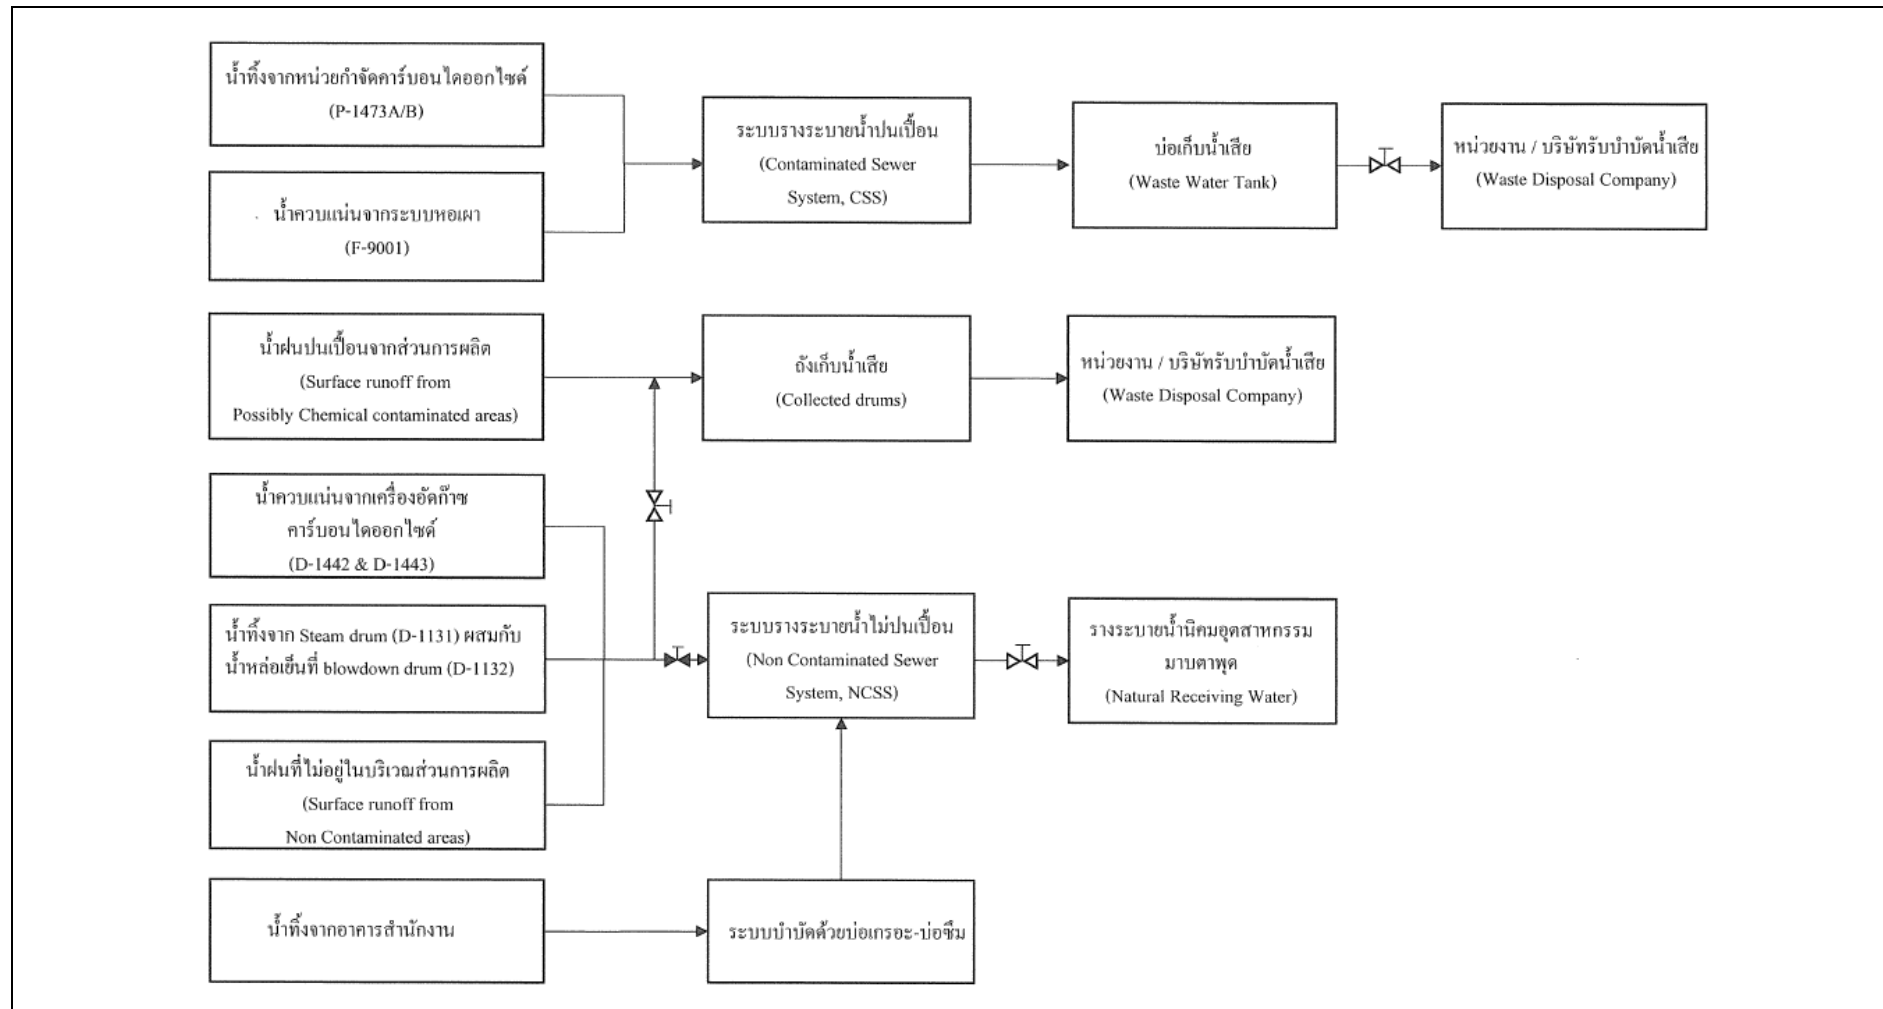 น้ำทิ้งจากหน่วยกำจัดคาร์บอนไดออกไซด์
(P-1473A/B)
น้ำควบแน่นจากระบบหอเผา
(F-9001)
ระบบรางระบายน้ำปนเปื้อน
(Contaminated Sewer
System, CSS)
บ่อเก็บน้ำเสีย
(Waste Water Tank)
หน่วยงาน / บริษัทรับบำบัดน้ำเสีย
(Waste Disposal Company)
น้ำฝนปนเปื้อนจากส่วนการผลิต
(Surface runoff from
Possibly Chemical contaminated areas)
ถังเก็บน้ำเสีย
(Collected drums)
หน่วยงาน / บริษัทรับบำบัดน้ำเสีย
(Waste Disposal Company)
น้ำควบแน่นจากเครื่องอัดก๊าซ
คาร์บอนไดออกไซด์
(D-1442 & D-1443)
น้ำทิ้งจาก Steam drum (D-1131) ผสมกับ
น้ำหล่อเย็นที่ blowdown drum (D-1132)
น้ำฝนที่ไม่อยู่ในบริเวณส่วนการผลิต
(Surface runoff from
Non Contaminated areas)
ระบบรางระบายน้ำไม่ปนเปื้อน
(Non Contaminated Sewer
System, NCSS)
รางระบายน้ำนิคมอุตสาหกรรม
มาบตาพุด
(Natural Receiving Water)
น้ำทิ้งจากอาคารสำนักงาน
ระบบบำบัดด้วยบ่อเกรอะ-บ่อซึม